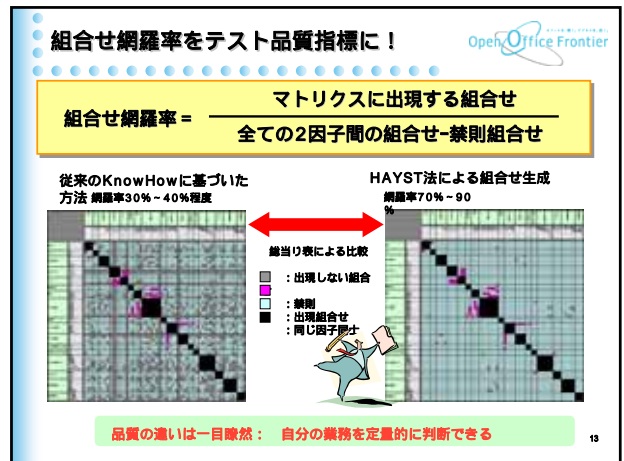 組合せ網羅率をテスト品質指標に！
Open Office Frontier
組合せ網羅率＝
マトリクスに出現する組合せ
全ての2因子間の組合せ-禁則組合せ
従来のKnowHowに基づいた
方法 網羅率30%～40%程度
HAYST法による組合せ生成
網羅率70%～90
%
総当り表による比較
：出現しない組合
：禁則
：出現組合せ
：同じ因子同士
品質の違いは一目瞭然：　自分の業務を定量的に判断できる
13